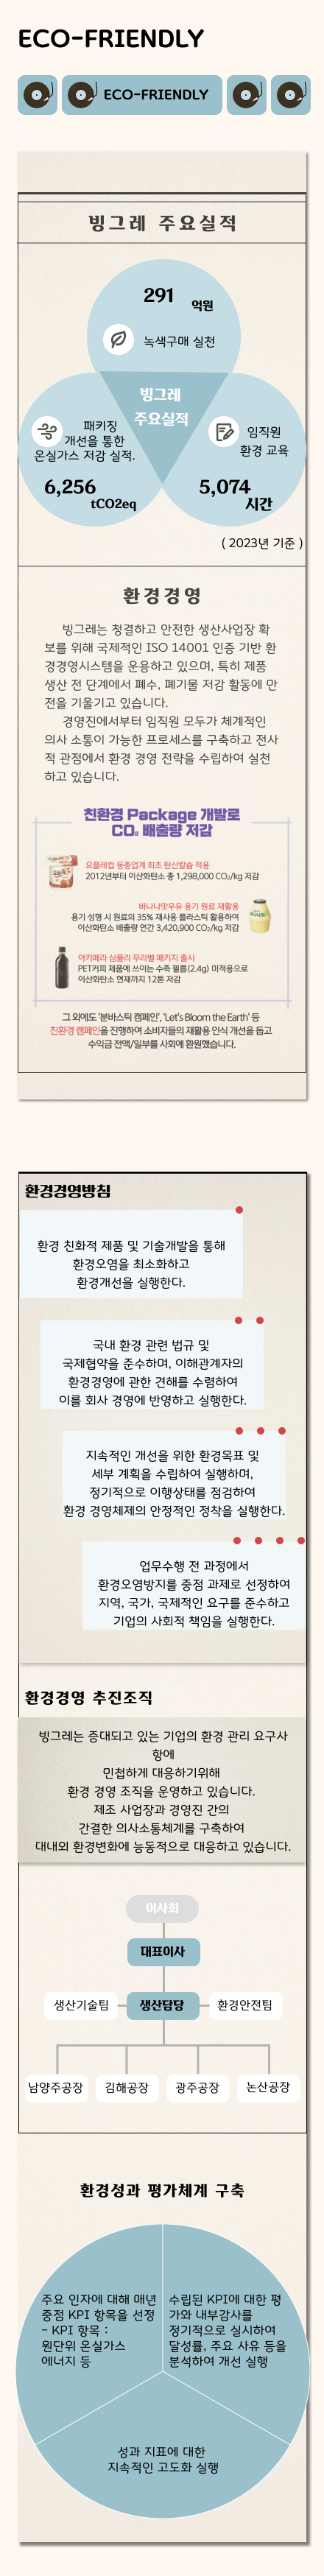 ECO-FRIENDLY
ECO-FRIENDLY
빙그레 주요실적
291 억원
녹색구매 실천
빙그레
주요실적
패키징
개선을 통한
온실가스 저감 실적.
6,256
tCO2eq
임직원
환경 교육
5,074
시간
( 2023년 기준 )
환경경영
빙그레는 청결하고 안전한 생산사업장 확
보를 위해 국제적인 ISO 14001 인증 기반 환
경경영시스템을 운용하고 있으며, 특히 제품
생산 전 단계에서 폐수, 폐기물 저감 활동에 만
전을 기울기고 있습니다.
경영진에서부터 임직원 모두가 체계적인
의사 소통이 가능한 프로세스를 구축하고 전사
적 관점에서 환경 경영 전략을 수립하여 실천
하고 있습니다.
친환경 Package 개발로
CO₂ 배출량 저감
요플레컵 동종업계 최초 탄산칼슘 적용
2012년부터 이산화탄소 총 1,298,000 CO₂/kg 저감
바나나맛우유 용기 원료 재활용
용기 성형 시 원료의 35% 재사용 플라스틱 활용하여
이산화탄소 배출량 연간 3,420,900 CO₂/kg 저감
아카페라 심플리 무라벨 패키지 출시
PET커피 제품에 쓰이는 수축 필름(2.4g) 미적용으로
이산화탄소 현재까지 12톤 저감
그 외에도 '분바스틱 캠페인', 'Let's Bloom the Earth' 등
친환경 캠페인을 진행하여 소비자들의 재활용 인식 개선을 돕고
수익금 전액/일부를 사회에 환원했습니다.
환경경영방침
환경 친화적 제품 및 기술개발을 통해
환경오염을 최소화하고
환경개선을 실행한다.
국내 환경 관련 법규 및
국제협약을 준수하며, 이해관계자의
환경경영에 관한 견해를 수렴하여
이를 회사 경영에 반영하고 실행한다.
지속적인 개선을 위한 환경목표 및
세부 계획을 수립하여 실행하며,
정기적으로 이행상태를 점검하여
환경 경영체제의 안정적인 정착을 실행한다.
업무수행 전 과정에서
환경오염방지를 중점 과제로 선정하여
지역, 국가, 국제적인 요구를 준수하고
기업의 사회적 책임을 실행한다.
환경경영 추진조직
빙그레는 증대되고 있는 기업의 환경 관리 요구사
항에
민첩하게 대응하기위해
환경 경영 조직을 운영하고 있습니다.
제조 사업장과 경영진 간의
간결한 의사소통체계를 구축하여
대내외 환경변화에 능동적으로 대응하고 있습니다.
이사회
대표이사
생산기술팀 생산담당 환경안전팀
남양주공장 김해공장 광주공장 논산공장
환경성과 평가체계 구축
주요 인자에 대해 매년
중점 KPI 항목을 선정
- KPI 항목 :
원단위 온실가스
에너지 등
수립된 KPI에 대한 평
가와 내부감사를
정기적으로 실시하여
달성률, 주요 사유 등을
분석하여 개선 실행
성과 지표에 대한
지속적인 고도화 실행